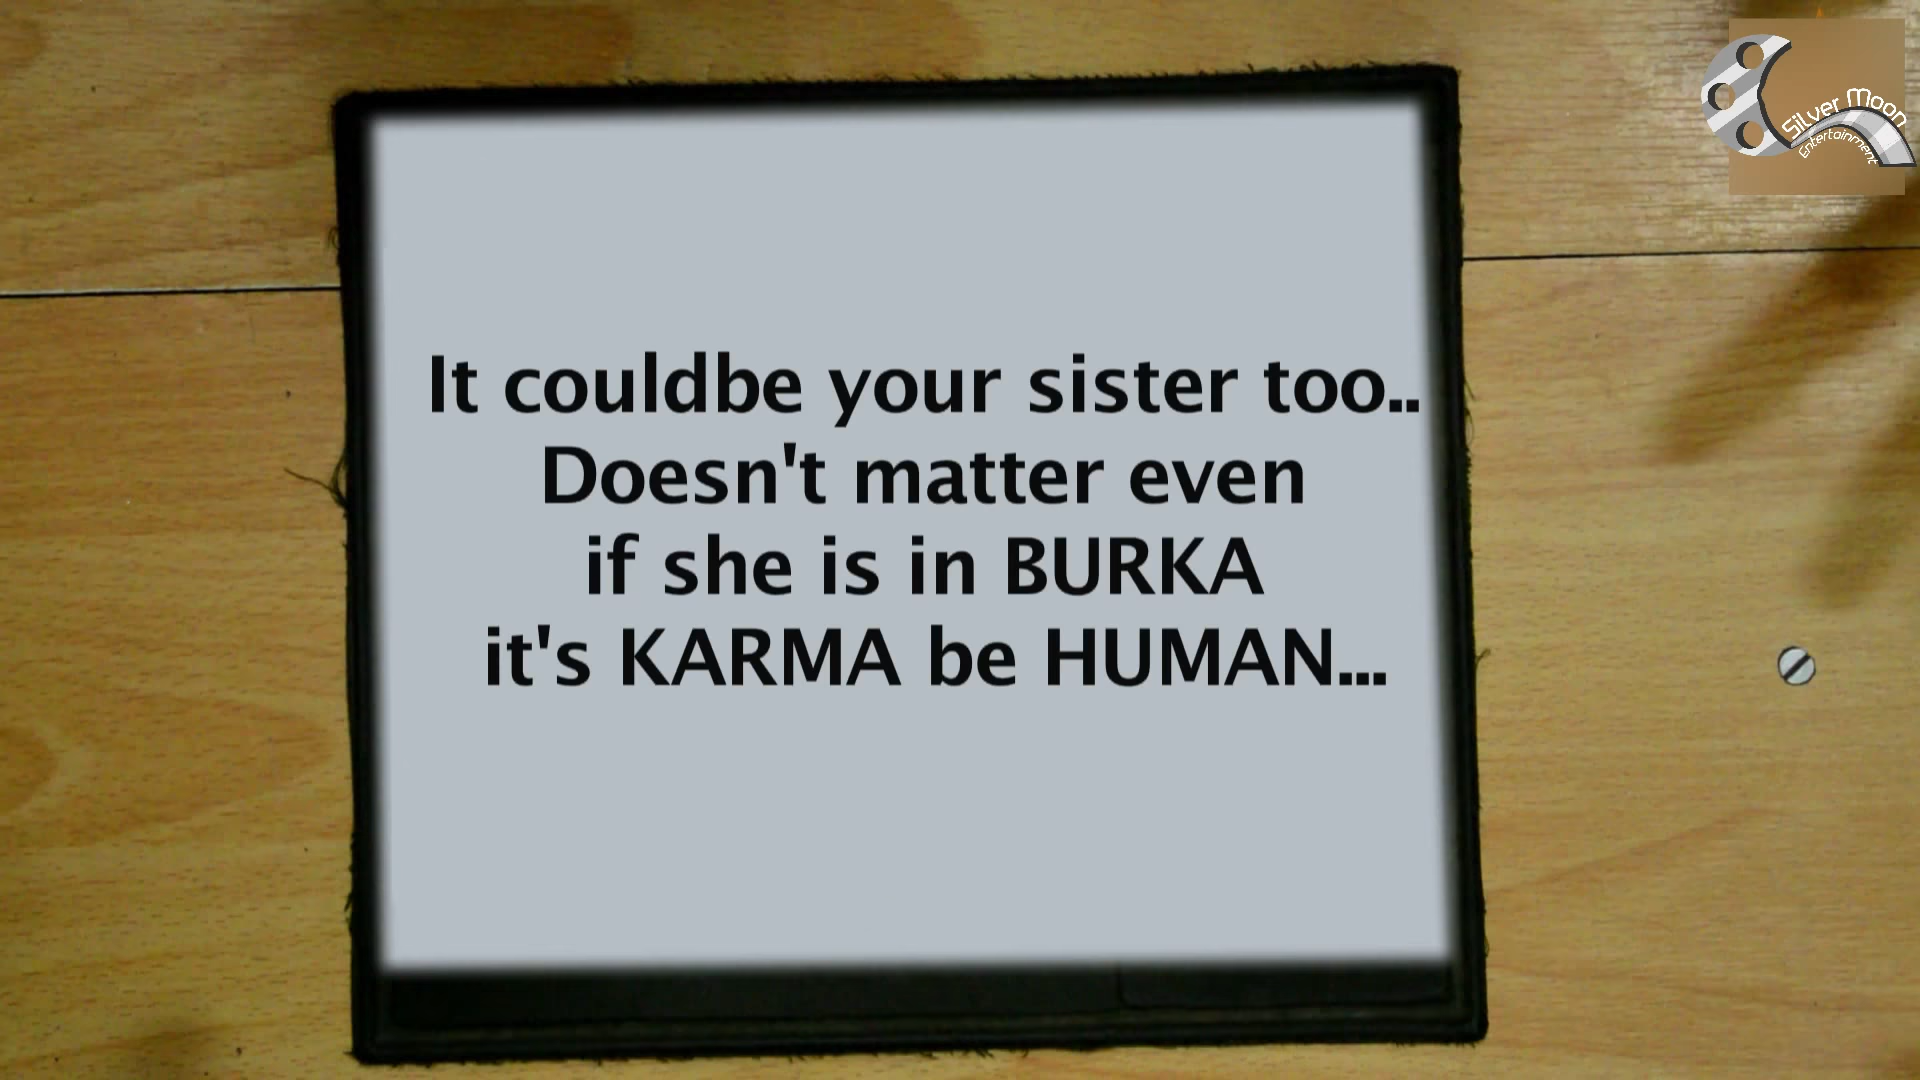 Silver Moon
Entertainment
It couldbe your sister too..
Doesn't matter even
if she is in BURKA
it's KARMA be HUMAN...